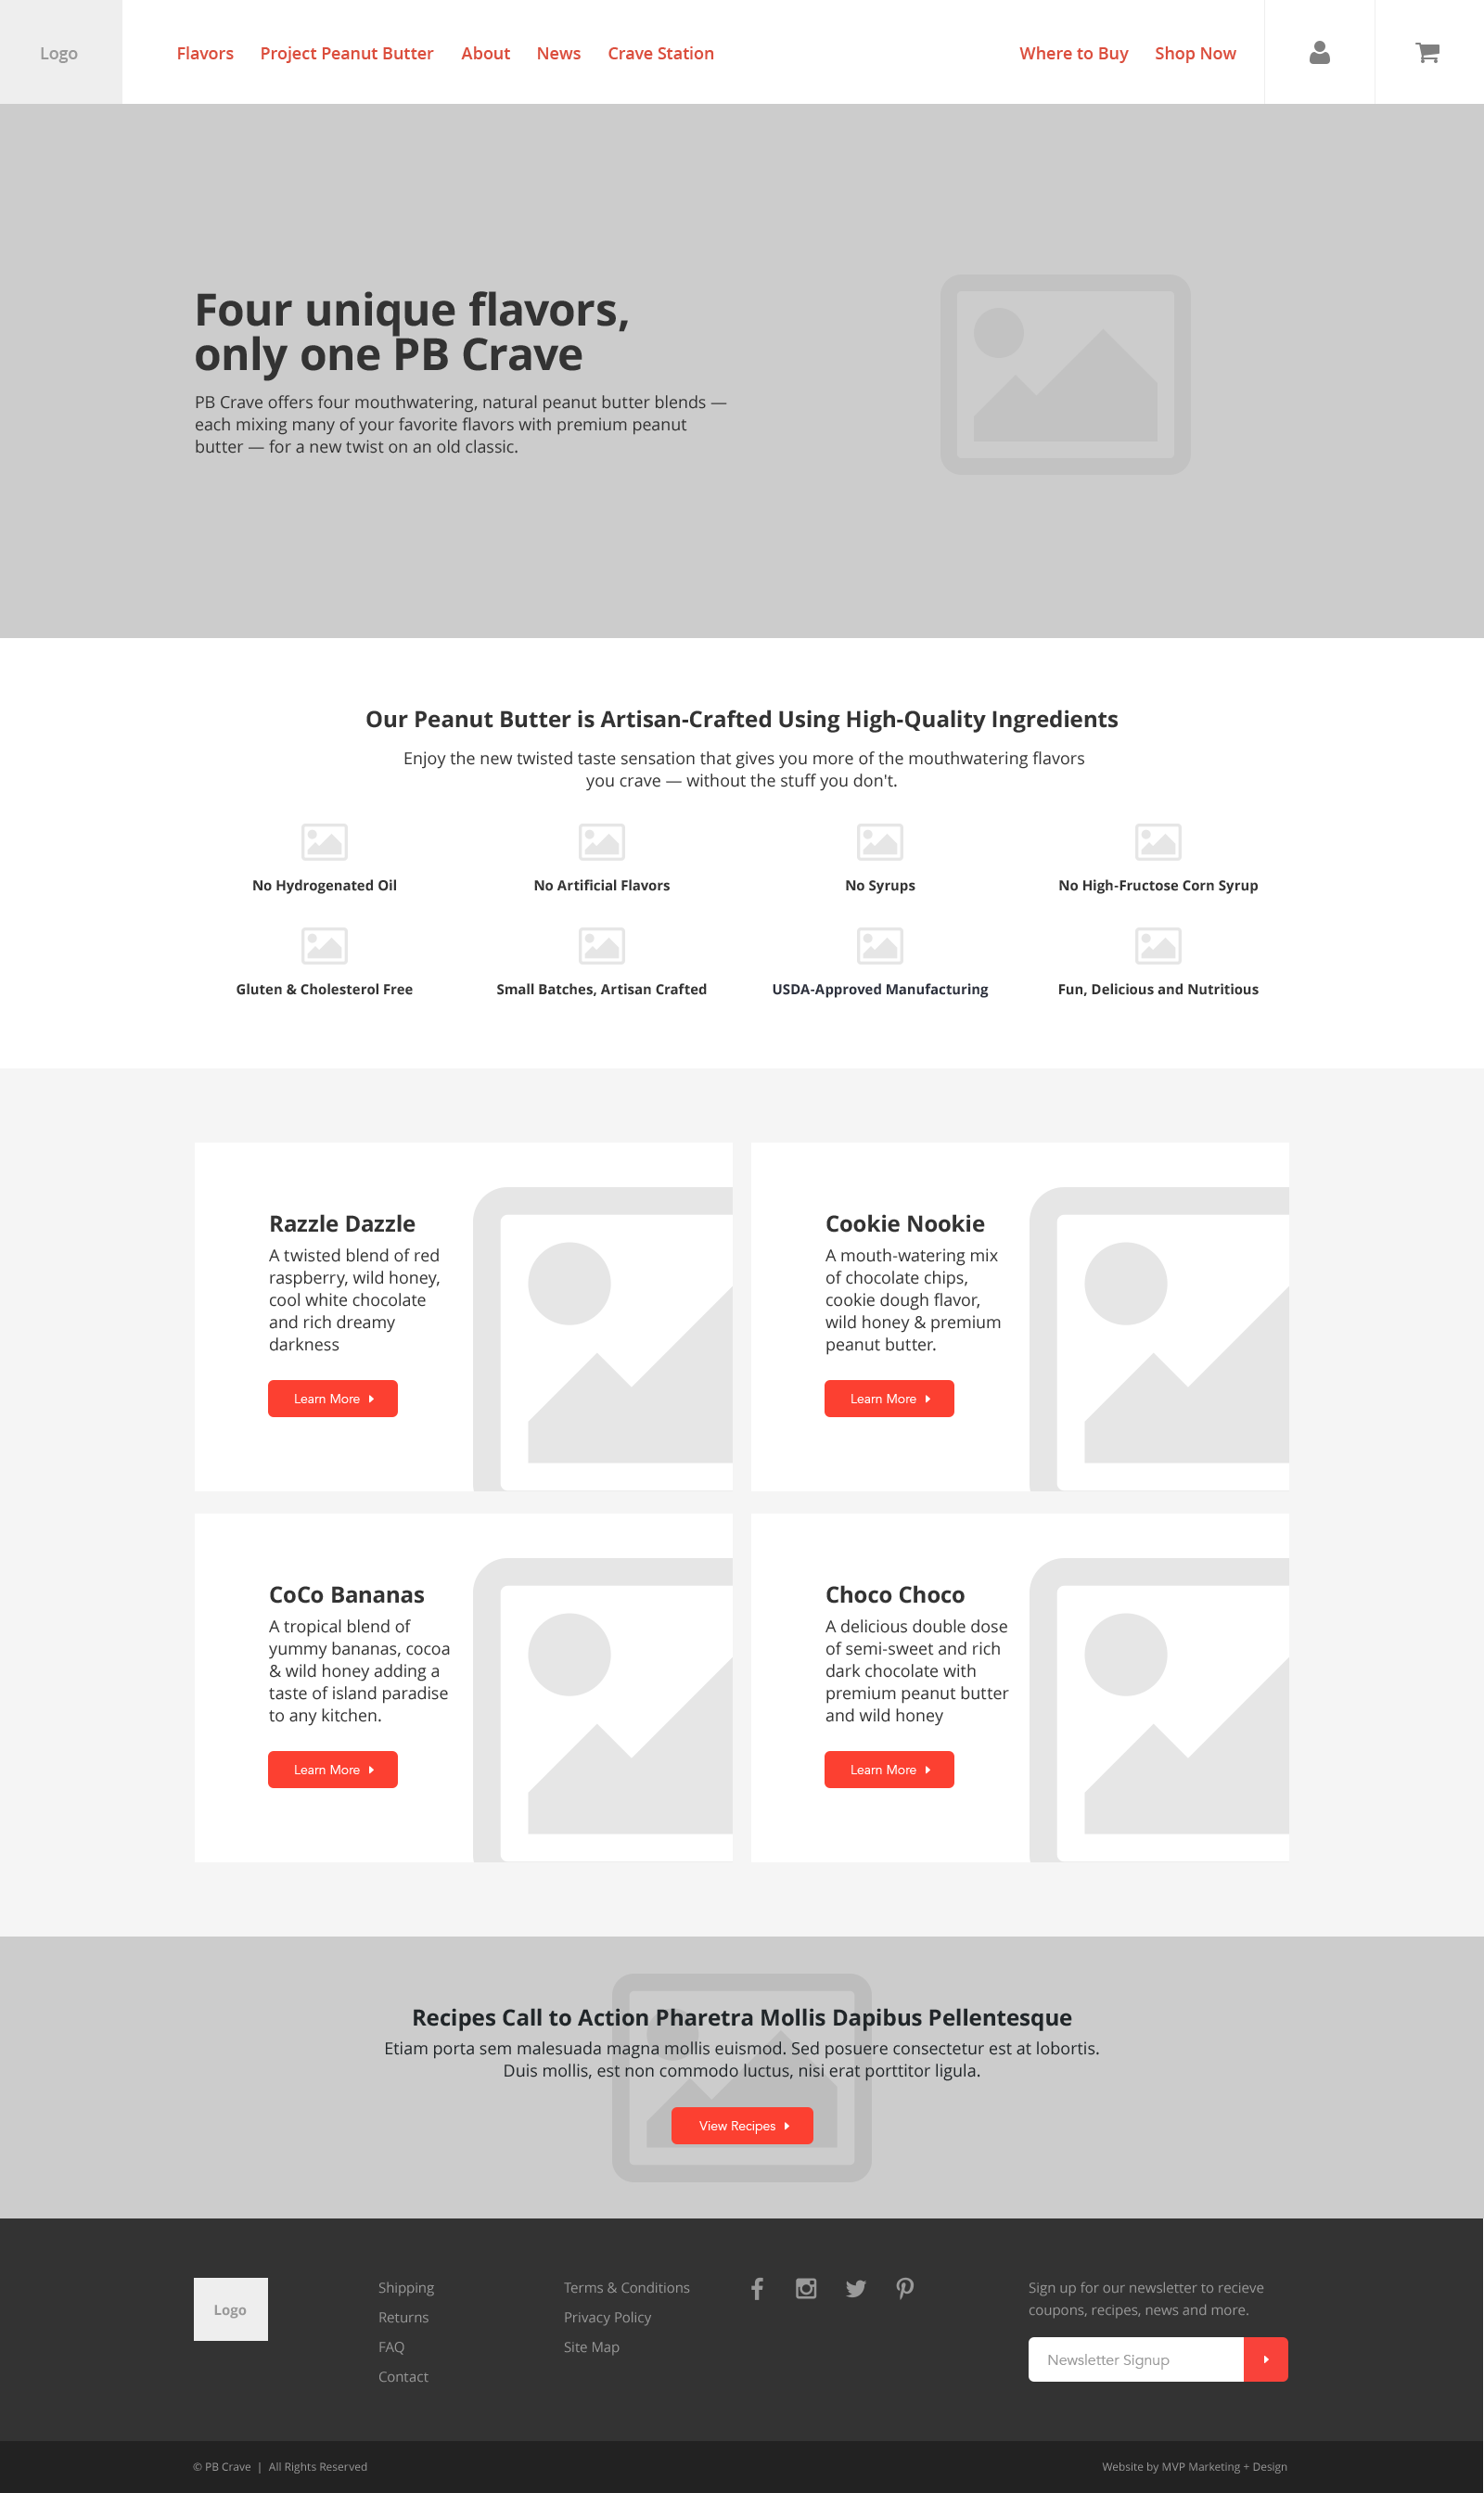 Logo
Flavors
Project Peanut Butter
About
News
Crave Station
Where to Buy
Shop Now
Four unique flavors,
only one PB Crave
PB Crave offers four mouthwatering, natural peanut butter blends —
each mixing many of your favorite flavors with premium peanut
butter — for a new twist on an old classic.
Our Peanut Butter is Artisan-Crafted Using High-Quality Ingredients
Enjoy the new twisted taste sensation that gives you more of the mouthwatering flavors
you crave — without the stuff you don't.
No Hydrogenated Oil
No Artificial Flavors
No Syrups
No High-Fructose Corn Syrup
Gluten & Cholesterol Free
Small Batches, Artisan Crafted
USDA-Approved Manufacturing
Fun, Delicious and Nutritious
Razzle Dazzle
A twisted blend of red
raspberry, wild honey,
cool white chocolate
and rich dreamy
darkness
Learn More
Cookie Nookie
A mouth-watering mix
of chocolate chips,
cookie dough flavor,
wild honey & premium
peanut butter.
Learn More
CoCo Bananas
A tropical blend of
yummy bananas, cocoa
& wild honey adding a
taste of island paradise
to any kitchen.
Learn More
Choco Choco
A delicious double dose
of semi-sweet and rich
dark chocolate with
premium peanut butter
and wild honey
Learn More
Recipes Call to Action Pharetra Mollis Dapibus Pellentesque
Etiam porta sem malesuada magna mollis euismod. Sed posuere consectetur est at lobortis.
Duis mollis, est non commodo luctus, nisi erat porttitor ligula.
View Recipes
Logo
Shipping
Returns
FAQ
Contact
Terms & Conditions
Privacy Policy
Site Map
Sign up for our newsletter to recieve
coupons, recipes, news and more.
Newsletter Signup
© PB Crave | All Rights Reserved
Website by MVP Marketing + Design